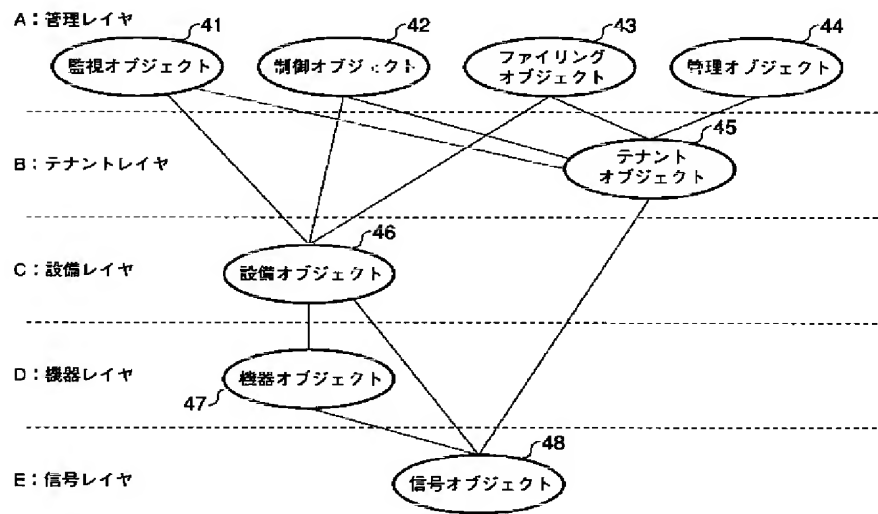 A：管理レイヤ
41
42
43
44
監視オブジェクト
制御オブジェクト
ファイリング
オブジェクト
管理オブジェクト
45
B：テナントレイヤ
テナント
オブジェクト
46
C：設備レイヤ
設備オブジェクト
D：機器レイヤ
機器オブジェクト
47
48
E：信号レイヤ
信号オブジェクト